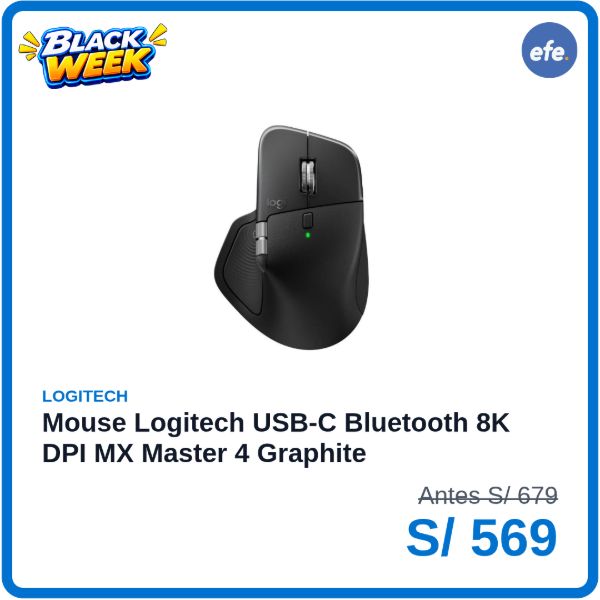 BLACK
WEEK
efe.
logi
LOGITECH
Mouse Logitech USB-C Bluetooth 8K
DPI MX Master 4 Graphite
Antes S/ 679
S/ 569